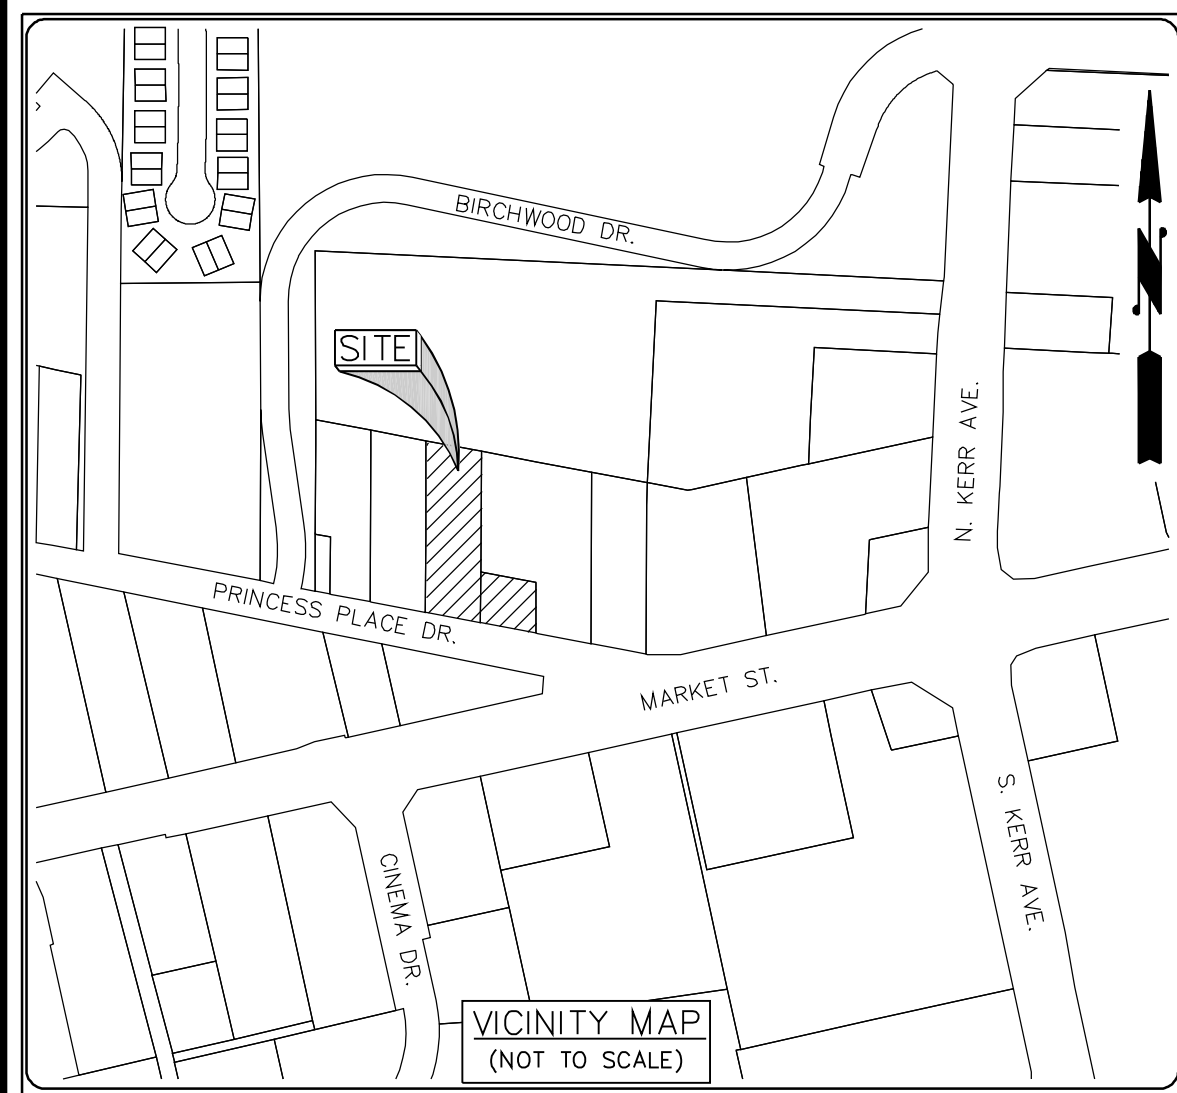 BIRCHWOOD DR.
SITE
N
N. KERR AVE.
PRINCESS PLACE DR.
MARKET ST.
S. KERR AVE.
CINEMA DR.
VICINITY MAP
(NOT TO SCALE)